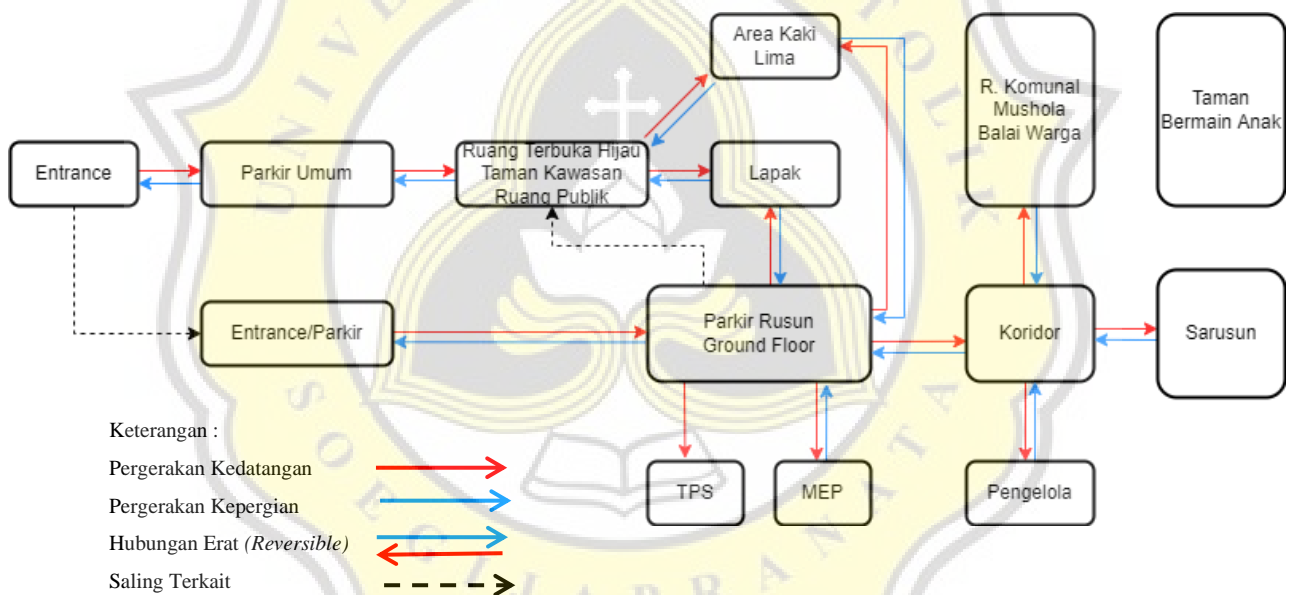 Area Kaki
Lima
R. Komunal
Mushola
Balai Warga
Taman
Bermain Anak
Entrance
Parkir Umum
Ruang Terbuka Hijau
Taman Kawasan
Ruang Publik
Lapak
Entrance/Parkir
Parkir Rusun
Ground Floor
Koridor
Sarusun
TPS
MEP
Pengelola
Keterangan :
Pergerakan Kedatangan
Pergerakan Kepergian
Hubungan Erat (Reversible)
Saling Terkait